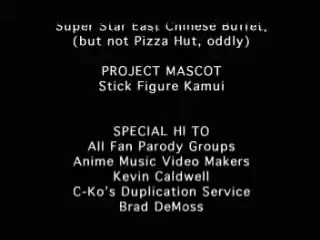 Super Star East Chinese Buffet,
(but not Pizza Hut, oddly)
PROJECT MASCOT
Stick Figure Kamui
SPECIAL HI TO
All Fan Parody Groups
Anime Music Video Makers
Kevin Caldwell
C-Ko's Duplication Service
Brad DeMoss